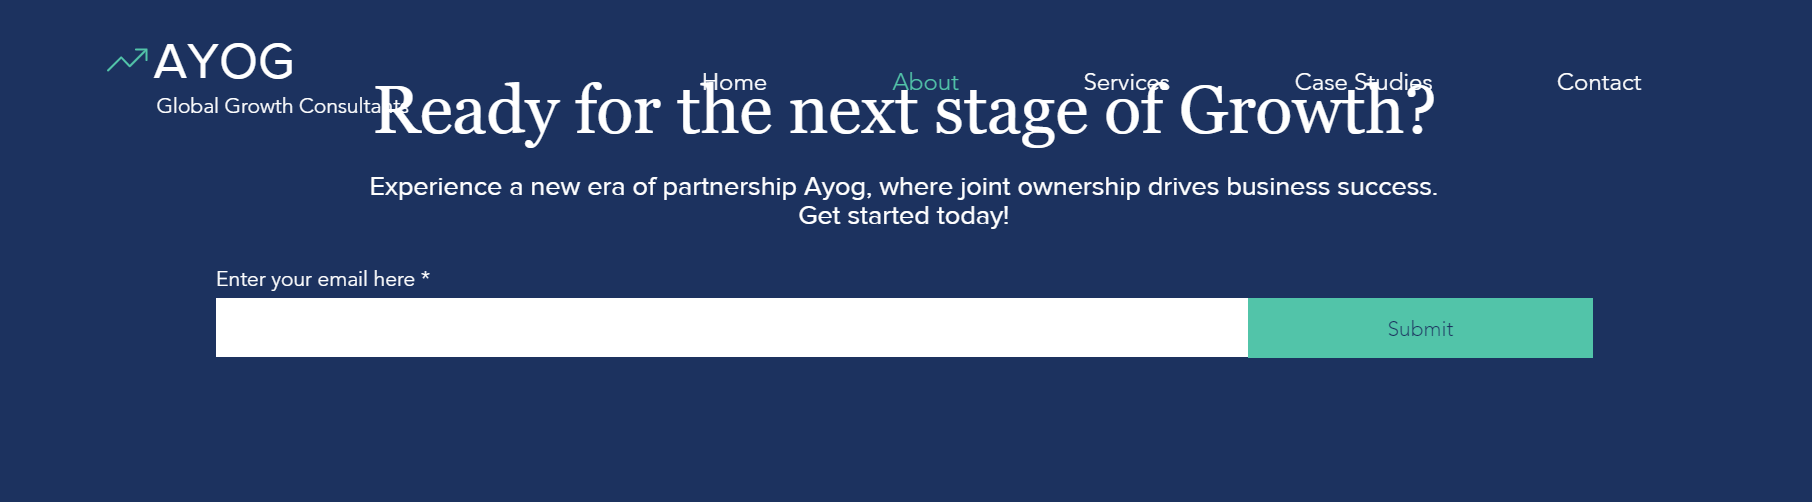 AYOG
Global Growth Consultants
Home About Services Case Studies Contact
Ready for the next stage of Growth?
Experience a new era of partnership Ayog, where joint ownership drives business success.
Get started today!
Enter your email here *
Submit